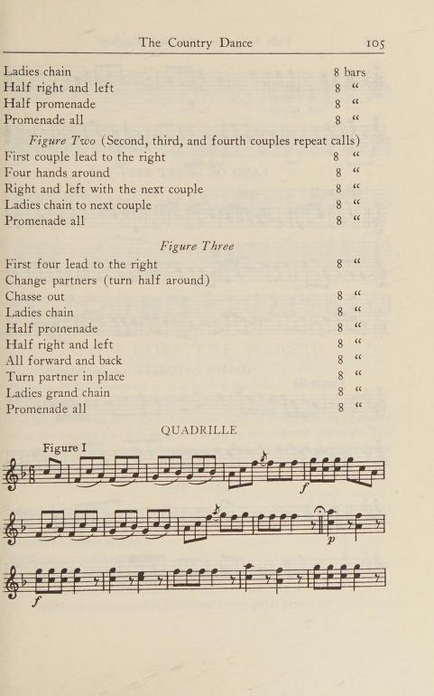 The Country Dance 105
Ladies chain 8 bars
Half right and left 8 “
Half promenade 8 “
Promenade all 8 “
Figure Two (Second, third, and fourth couples repeat calls)
First couple lead to the right 8 “
Four hands around 8 “
Right and left with the next couple 8 “
Ladies chain to next couple 8 “
Promenade all 8 “
Figure Three
First four lead to the right 8 “
Change partners (turn half around)
Chasse out 8 “
Ladies chain 8 “
Half promenade 8 “
Half right and left 8 “
All forward and back 8 “
Turn partner in place 8 “
Ladies grand chain 8 “
Promenade all 8 “
QUADRILLE
Figure I
f
p
f